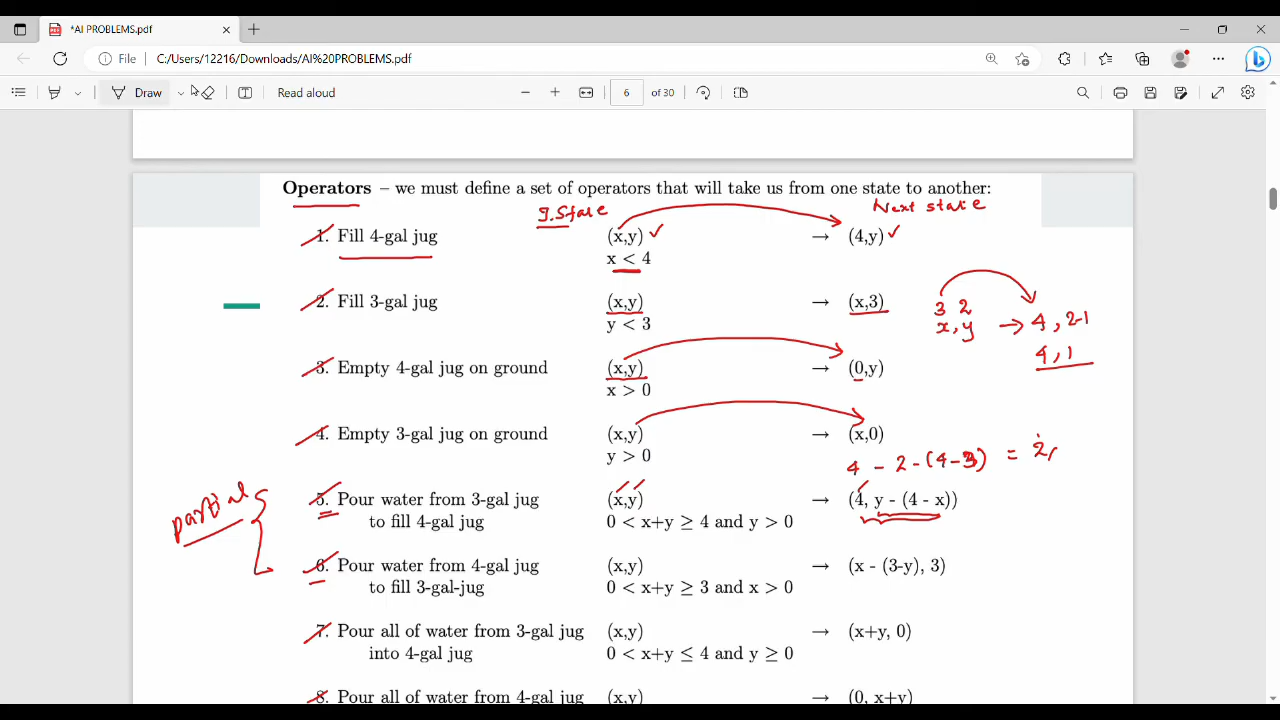 *AI PROBLEMS.pdf
File C:/Users/12216/Downloads/AI%20PROBLEMS.pdf
Draw Read aloud 6 of 30
Operators – we must define a set of operators that will take us from one state to another:
I.State Next state
1. Fill 4-gal jug (x,y) → (4,y)
x < 4
2. Fill 3-gal jug (x,y) → (x,3)
y < 3
3 2
x,y → 4, 2-1
4, 1
3. Empty 4-gal jug on ground (x,y) → (0,y)
x > 0
4. Empty 3-gal jug on ground (x,y) → (x,0)
y > 0
4 - 2-(4-3) = 2,
partial
5. Pour water from 3-gal jug (x,y) → (4, y - (4 - x))
to fill 4-gal jug 0 < x+y ≥ 4 and y > 0
6. Pour water from 4-gal jug (x,y) → (x - (3-y), 3)
to fill 3-gal-jug 0 < x+y ≥ 3 and x > 0
7. Pour all of water from 3-gal jug (x,y) → (x+y, 0)
into 4-gal jug 0 < x+y ≤ 4 and y ≥ 0
8. Pour all of water from 4-gal jug (x,y) → (0, x+y)